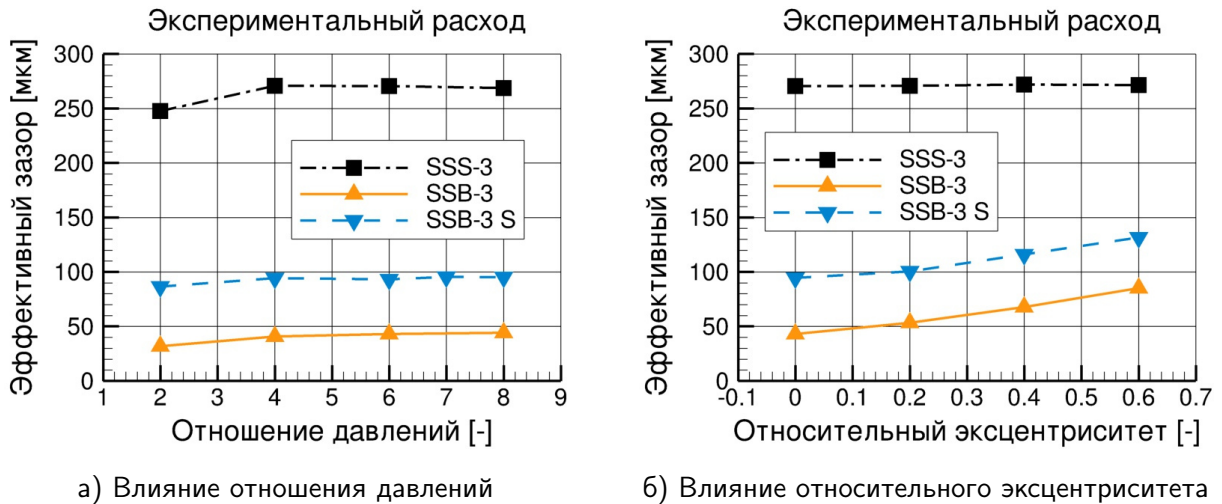 Экспериментальный расход
Эффективный зазор [мкм]
300
250
200
150
100
50
0
SSS-3
SSB-3
SSB-3 S
1 2 3 4 5 6 7 8 9
Отношение давлений [-]
а) Влияние отношения давлений
Экспериментальный расход
Эффективный зазор [мкм]
300
250
200
150
100
50
0
SSS-3
SSB-3
SSB-3 S
-0.1 0 0.1 0.2 0.3 0.4 0.5 0.6 0.7
Относительный эксцентриситет [-]
б) Влияние относительного эксцентриситета